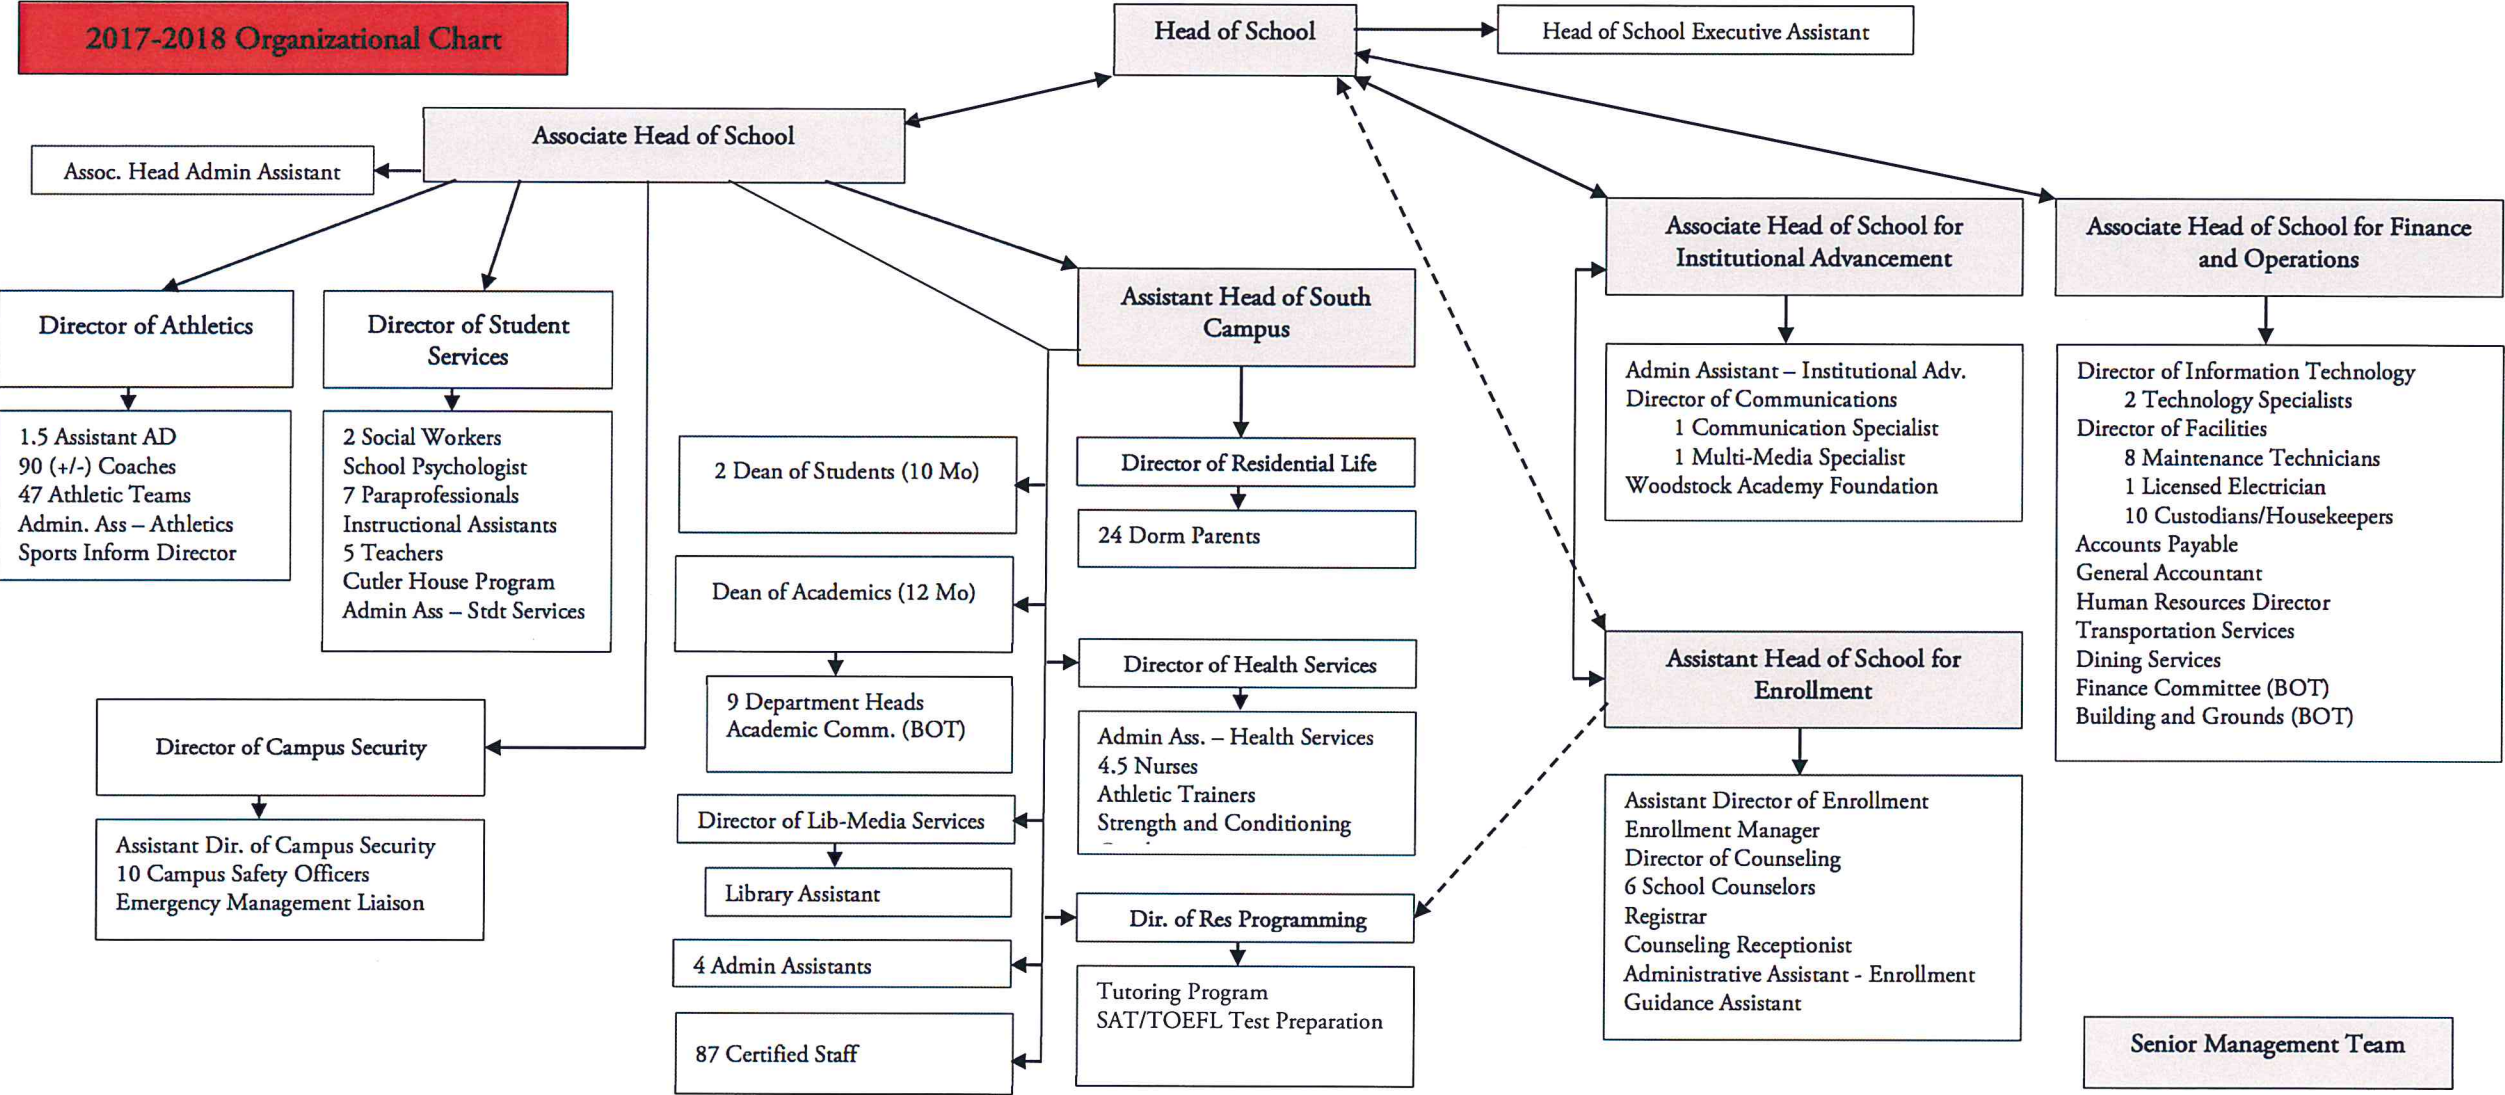 2017-2018 Organizational Chart
Head of School
Head of School Executive Assistant
Associate Head of School
Assoc. Head Admin Assistant
Director of Athletics
1.5 Assistant AD
90 (+/-) Coaches
47 Athletic Teams
Admin. Ass – Athletics
Sports Inform Director
Director of Student
Services
2 Social Workers
School Psychologist
7 Paraprofessionals
Instructional Assistants
5 Teachers
Cutler House Program
Admin Ass – Stdt Services
Director of Campus Security
Assistant Dir. of Campus Security
10 Campus Safety Officers
Emergency Management Liaison
2 Dean of Students (10 Mo)
Dean of Academics (12 Mo)
9 Department Heads
Academic Comm. (BOT)
Director of Lib-Media Services
Library Assistant
4 Admin Assistants
87 Certified Staff
Assistant Head of South
Campus
Director of Residential Life
24 Dorm Parents
Director of Health Services
Admin Ass. – Health Services
4.5 Nurses
Athletic Trainers
Strength and Conditioning
Dir. of Res Programming
Tutoring Program
SAT/TOEFL Test Preparation
Associate Head of School for
Institutional Advancement
Admin Assistant – Institutional Adv.
Director of Communications
1 Communication Specialist
1 Multi-Media Specialist
Woodstock Academy Foundation
Assistant Head of School for
Enrollment
Assistant Director of Enrollment
Enrollment Manager
Director of Counseling
6 School Counselors
Registrar
Counseling Receptionist
Administrative Assistant - Enrollment
Guidance Assistant
Associate Head of School for Finance
and Operations
Director of Information Technology
2 Technology Specialists
Director of Facilities
8 Maintenance Technicians
1 Licensed Electrician
10 Custodians/Housekeepers
Accounts Payable
General Accountant
Human Resources Director
Transportation Services
Dining Services
Finance Committee (BOT)
Building and Grounds (BOT)
Senior Management Team